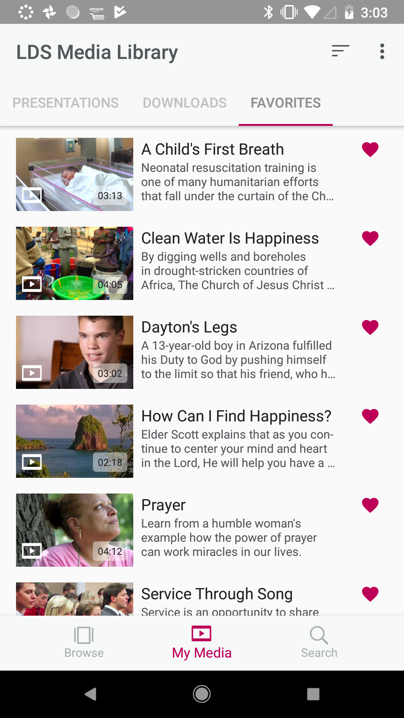 3:03
LDS Media Library
PRESENTATIONS DOWNLOADS FAVORITES
A Child's First Breath
Neonatal resuscitation training is
one of many humanitarian efforts
that fall under the curtain of the Ch...
03:13
Clean Water Is Happiness
By digging wells and boreholes
in drought-stricken countries of
Africa, The Church of Jesus Christ ...
04:05
Dayton's Legs
A 13-year-old boy in Arizona fulfilled
his Duty to God by pushing himself
to the limit so that his friend, who h...
03:02
How Can I Find Happiness?
Elder Scott explains that as you con-
tinue to center your mind and heart
in the Lord, He will help you have a ...
02:18
Prayer
Learn from a humble woman's
example how the power of prayer
can work miracles in our lives.
04:12
Service Through Song
Service is an opportunity to share
Browse My Media Search